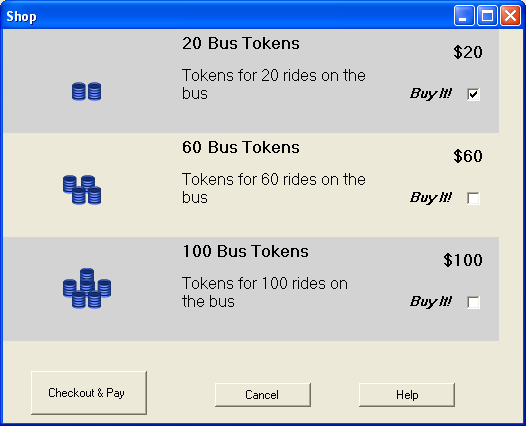 Shop
20 Bus Tokens
$20
Tokens for 20 rides on the
bus
Buy It!
60 Bus Tokens
$60
Tokens for 60 rides on the
bus
Buy It!
100 Bus Tokens
$100
Tokens for 100 rides on
the bus
Buy It!
Checkout & Pay
Cancel
Help